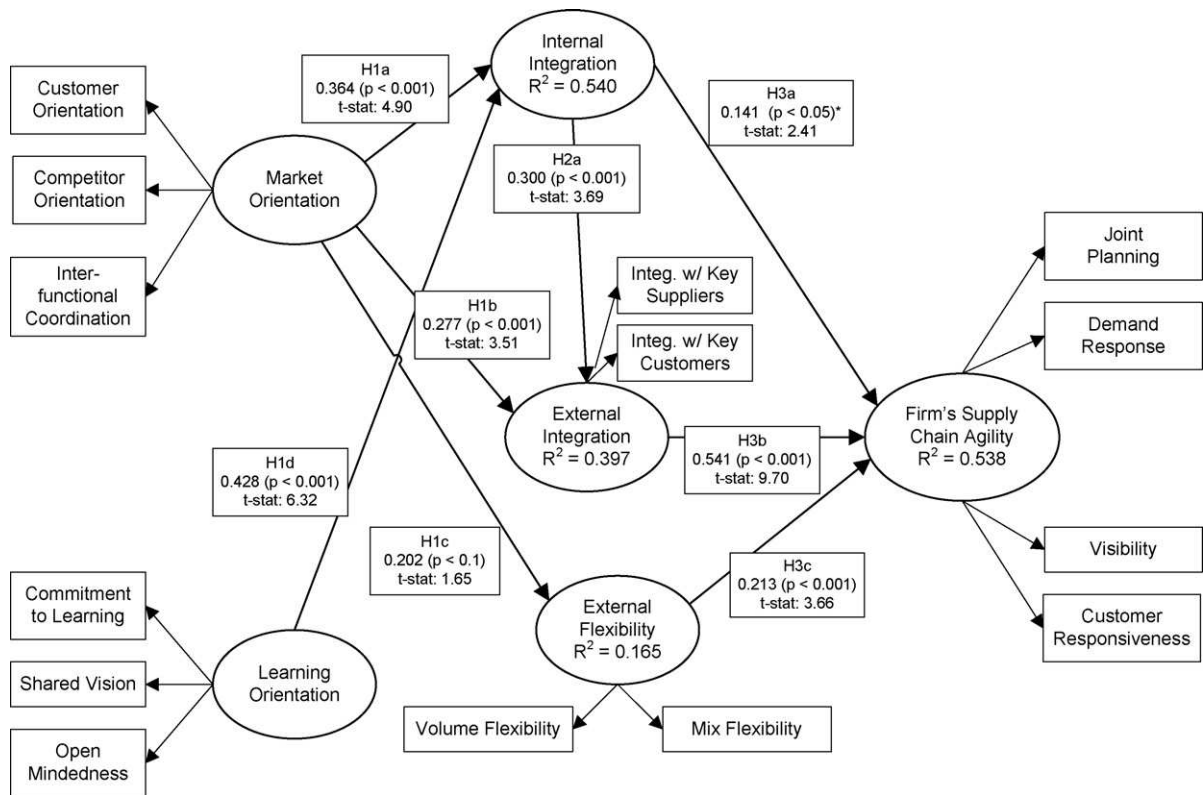 Internal
Integration
R² = 0.540
H1a
0.364 (p < 0.001)
t-stat: 4.90
Customer
Orientation
H3a
0.141 (p < 0.05)*
t-stat: 2.41
H2a
0.300 (p < 0.001)
t-stat: 3.69
Competitor
Orientation
Market
Orientation
Joint
Planning
Inter-
functional
Coordination
Integ. w/ Key
Suppliers
H1b
0.277 (p < 0.001)
t-stat: 3.51
Integ. w/ Key
Customers
Demand
Response
External
Integration
R² = 0.397
Firm's Supply
Chain Agility
R² = 0.538
H3b
0.541 (p < 0.001)
t-stat: 9.70
H1d
0.428 (p < 0.001)
t-stat: 6.32
H1c
0.202 (p < 0.1)
t-stat: 1.65
Visibility
H3c
0.213 (p < 0.001)
t-stat: 3.66
Commitment
to Learning
External
Flexibility
R² = 0.165
Customer
Responsiveness
Shared Vision
Learning
Orientation
Volume Flexibility
Mix Flexibility
Open
Mindedness